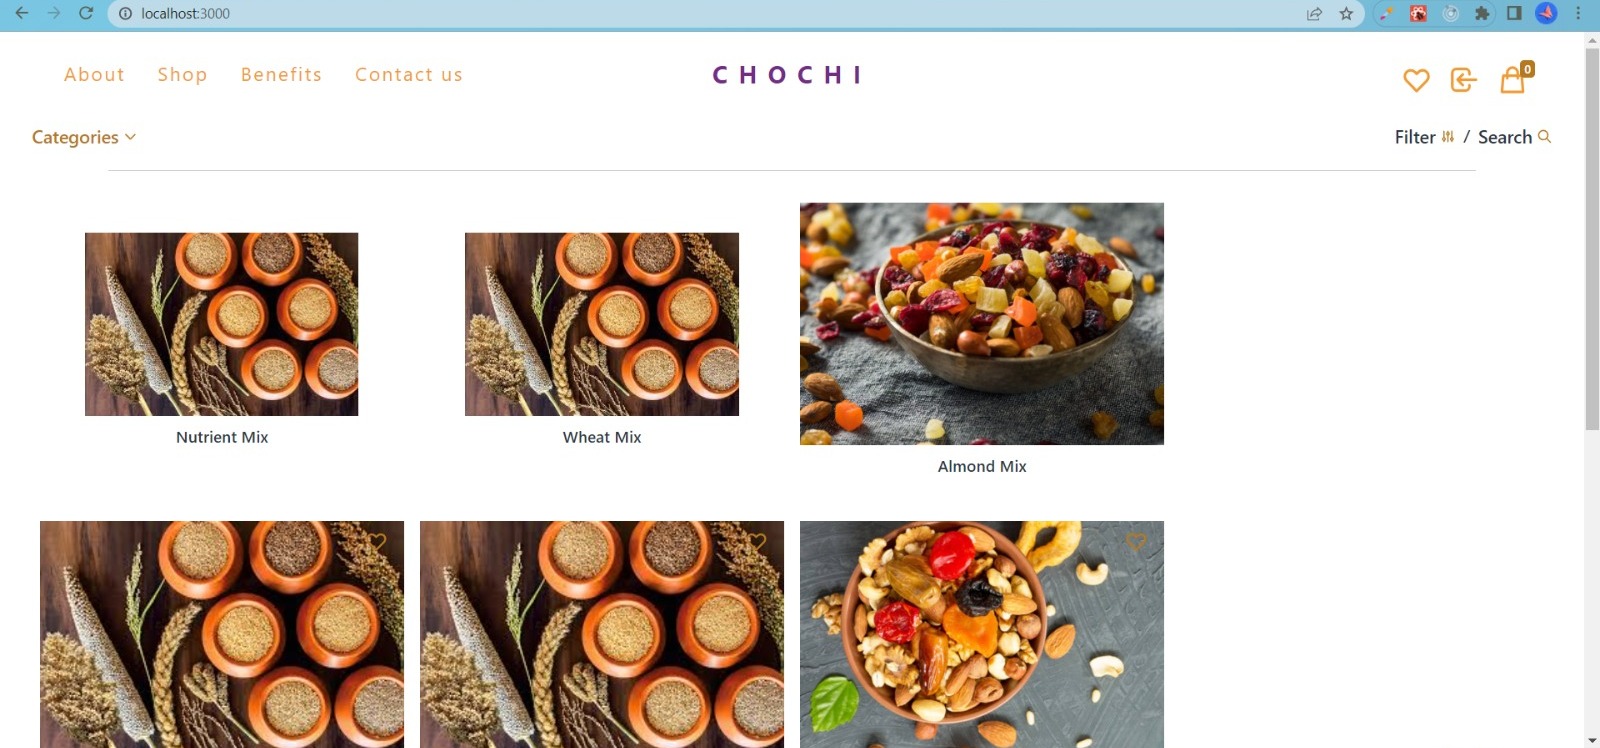 localhost:3000
About Shop Benefits Contact us CHOCHI 0
Categories Filter / Search
Nutrient Mix Wheat Mix
Almond Mix